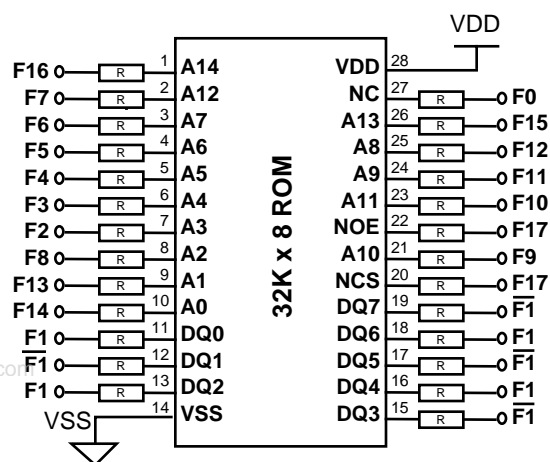 VDD
F16 R 1 A14 VDD 28
F7 R 2 A12 NC 27 R F0
F6 R 3 A7 A13 26 R F15
F5 R 4 A6 A8 25 R F12
F4 R 5 A5 A9 24 R F11
F3 R 6 A4 A11 23 R F10
F2 R 7 A3 NOE 22 R F17
F8 R 8 A2 A10 21 R F9
F13 R 9 A1 NCS 20 R F17
F14 R 10 A0 DQ7 19 R F1
F1 R 11 DQ0 DQ6 18 R F1
F1 R 12 DQ1 DQ5 17 R F1
F1 R 13 DQ2 DQ4 16 R F1
VSS 14 VSS DQ3 15 R F1
32K x 8 ROM
com